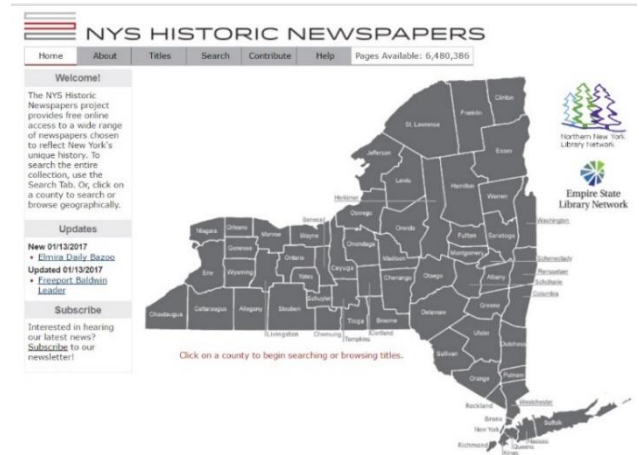 NYS HISTORIC NEWSPAPERS
Home About Titles Search Contribute Help Pages Available: 6,480,386
Welcome!
The NYS Historic
Newspapers project
provides free online
access to a wide range
of newspapers chosen
to reflect New York's
unique history. To
search the entire
collection, use the
Search Tab. Or, click on
a county to search or
browse geographically.
Updates
New 01/13/2017
• Elmira Daily Bazoo
Updated 01/13/2017
• Freeport Baldwin
Leader
Subscribe
Interested in hearing
our latest news?
Subscribe to our
newsletter!
Clinton
Franklin
St. Lawrence
Essex
Jefferson
Lewis
Hamilton
Warren
Herkimer
Oswego
Washington
Niagara
Orleans
Monroe
Wayne
Seneca
Oneida
Fulton
Saratoga
Genesee
Ontario
Onondaga
Madison
Montgomery
Schenectady
Erie
Wyoming
Yates
Cayuga
Chenango
Otsego
Albany
Rensselaer
Schoharie
Columbia
Chautauqua
Cattaraugus
Allegany
Steuben
Schuyler
Tioga
Broome
Delaware
Greene
Livingston
Chemung
Tompkins
Cortland
Ulster
Dutchess
Sullivan
Click on a county to begin searching or browsing titles.
Orange
Putnam
Rockland
Westchester
Bronx
New York
Suffolk
Richmond
Kings
Queens
Nassau
Northern New York
Library Network
Empire State
Library Network